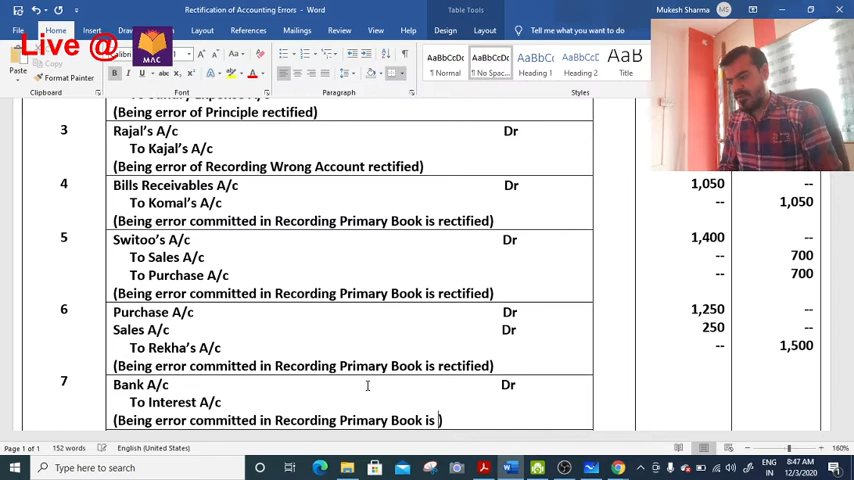 Rectification of Accounting Errors - Word
Table Tools
Mukesh Sharma
MS
File
Home
Insert
Layout
References
Mailings
Review
View
Help
Design
Layout
Tell me what you want to do
Live @
MAC
Paste
Copy
Format Painter
Clipboard
Font
Paragraph
Styles
AaBbCcDc
¶ Normal
AaBbCcDc
¶ No Spac...
AaBbC
Heading 1
AaBbCc
Heading 2
AaB
Title
(Being error of Principle rectified)
3
Rajal's A/c Dr
To Kajal's A/c
(Being error of Recording Wrong Account rectified)
4
Bills Receivables A/c Dr 1,050 --
To Komal's A/c -- 1,050
(Being error committed in Recording Primary Book is rectified)
5
Switoo's A/c Dr 1,400 --
To Sales A/c -- 700
To Purchase A/c -- 700
(Being error committed in Recording Primary Book is rectified)
6
Purchase A/c Dr 1,250 --
Sales A/c Dr 250 --
To Rekha's A/c -- 1,500
(Being error committed in Recording Primary Book is rectified)
7
Bank A/c Dr
To Interest A/c
(Being error committed in Recording Primary Book is )
Page 1 of 1
152 words
English (United States)
160%
Type here to search
ENG
IN
8:47 AM
12/3/2020